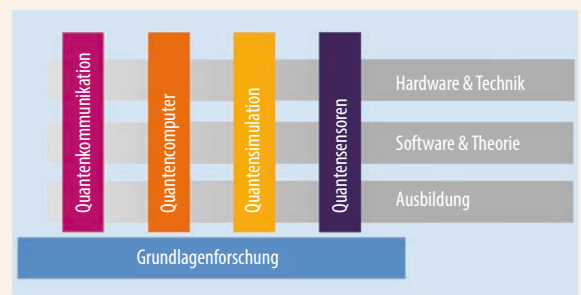 Quantenkommunikation
Quantencomputer
Quantensimulation
Quantensensoren
Hardware & Technik
Software & Theorie
Ausbildung
Grundlagenforschung